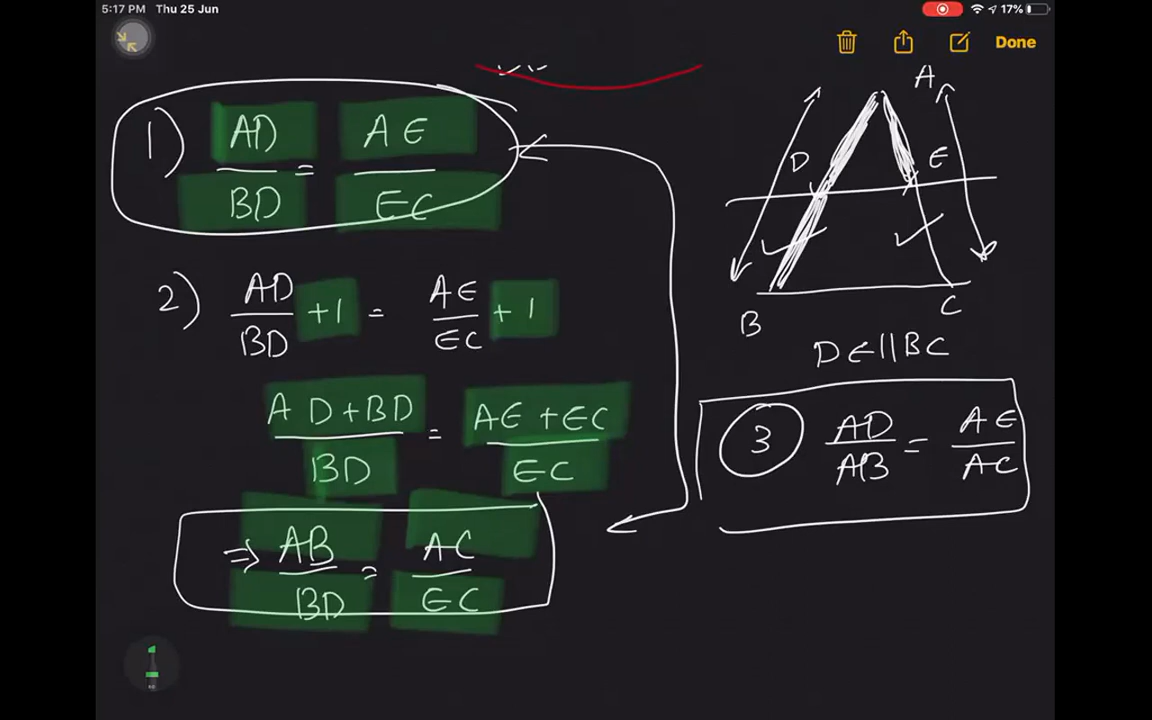 5:17 PM Thu 25 Jun
17%
Done
1) AD/BD = AE/EC
2) AD/BD +1 = AE/EC + 1
AD+BD/BD = AE+EC/EC
⇒ AB/BD = AC/EC
A
D E
B C
DE||BC
3 AD/AB = AE/AC